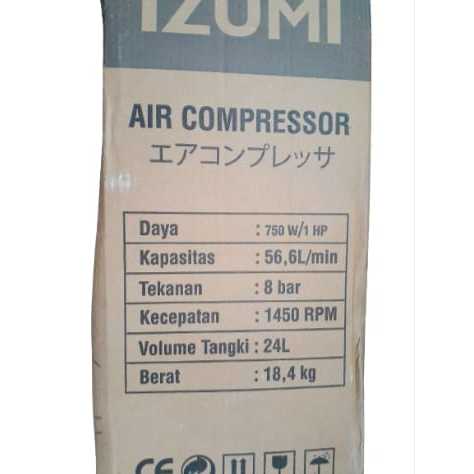 IZUMI
AIR COMPRESSOR
エアコンプレッサ
Daya : 750 W/1 HP
Kapasitas : 56,6L/min
Tekanan : 8 bar
Kecepatan : 1450 RPM
Volume Tangki : 24L
Berat : 18,4 kg
CE